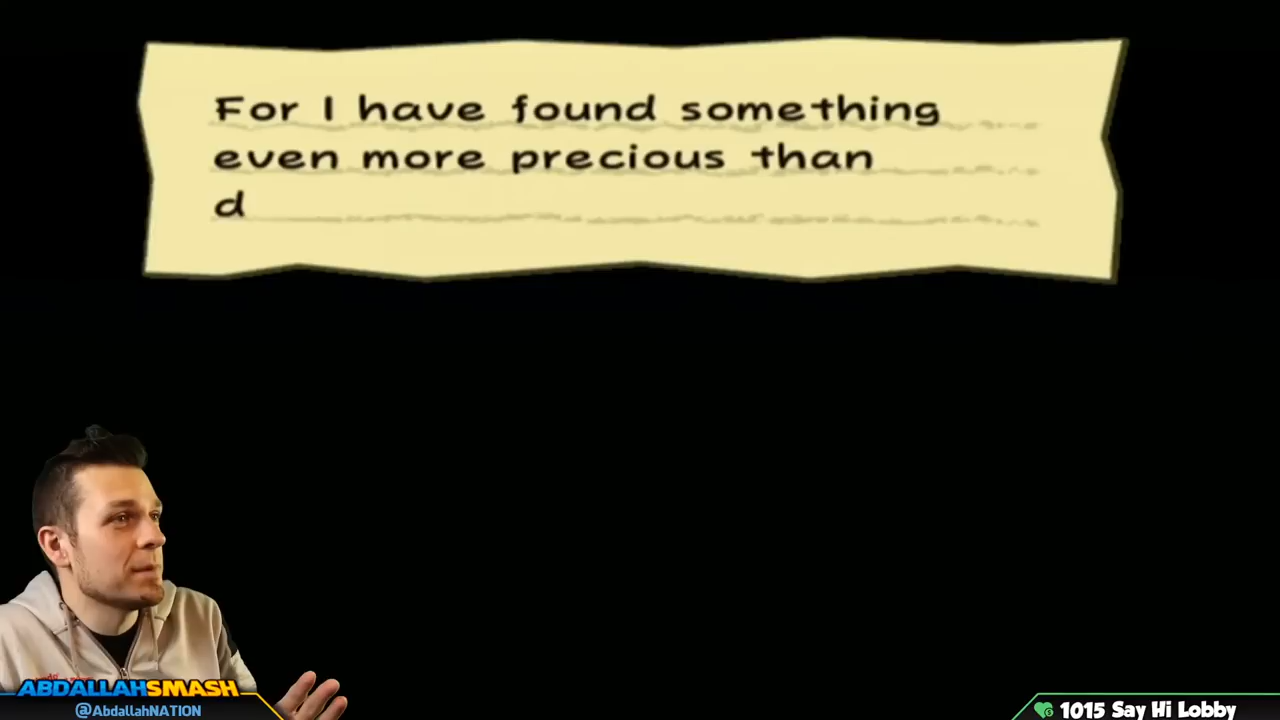 For I have found something
even more precious than
d
ABDALLAHSMASH
@AbdallahNATION
1015 Say Hi Lobby